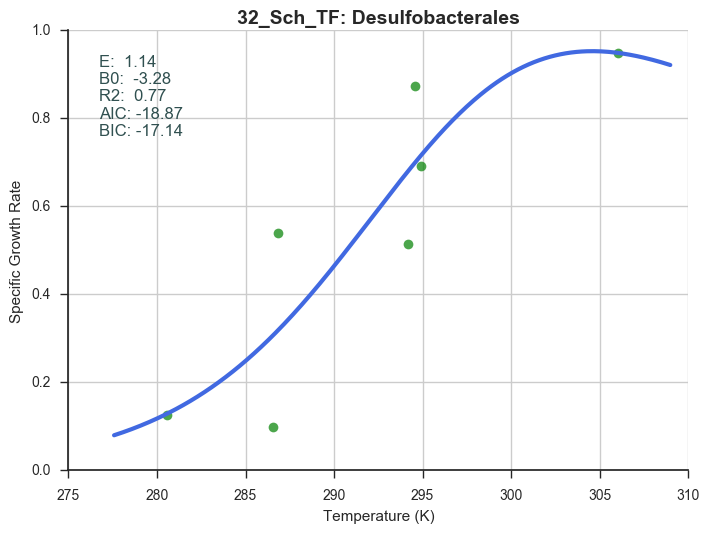 32_Sch_TF: Desulfobacterales
E:  1.14
B0:  -3.28
R2:  0.77
AIC: -18.87
BIC: -17.14
1.0
0.8
0.6
0.4
0.2
0.0
Specific Growth Rate
275 280 285 290 295 300 305 310
Temperature (K)